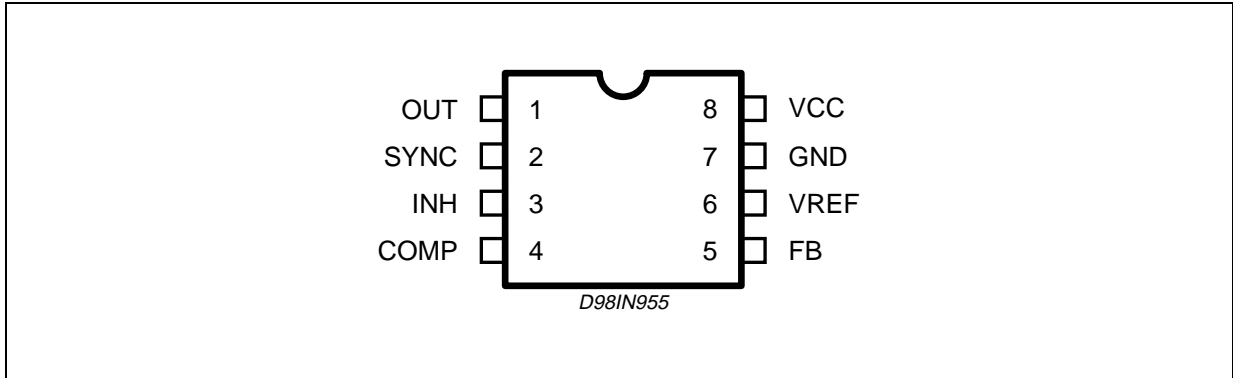 OUT 1 8 VCC
SYNC 2 7 GND
INH 3 6 VREF
COMP 4 5 FB
D98IN955